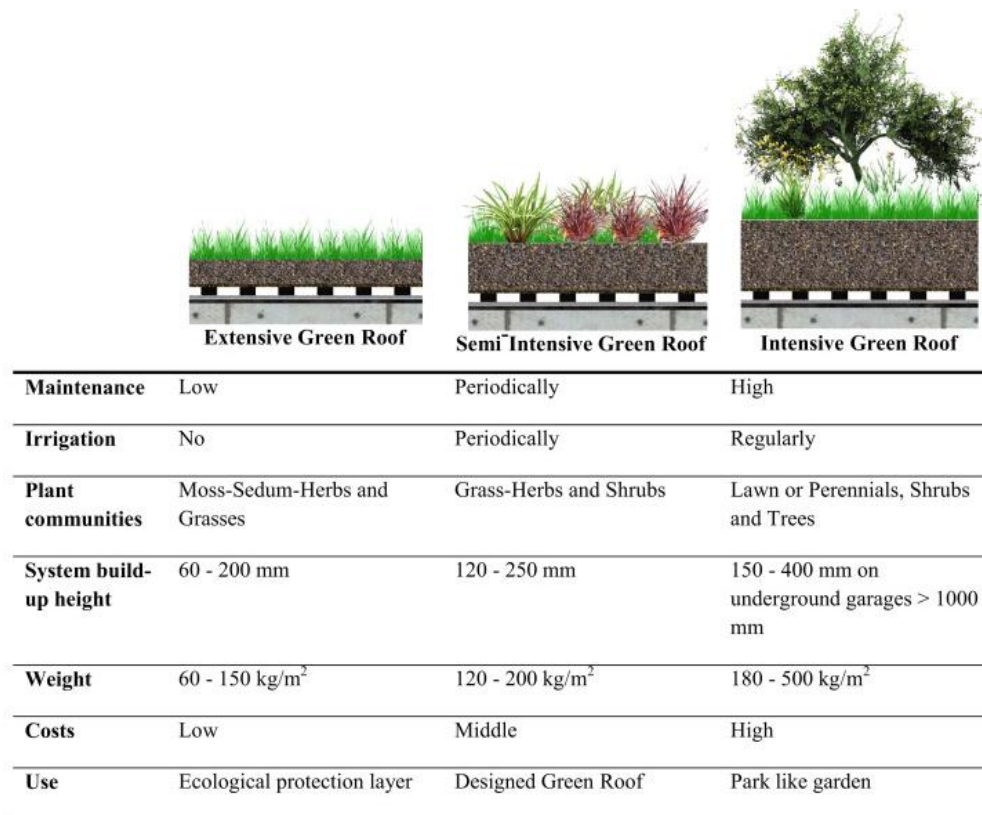 Extensive Green Roof
Semi-Intensive Green Roof
Intensive Green Roof
Maintenance Low Periodically High
Irrigation No Periodically Regularly
Plant Moss-Sedum-Herbs and Grass-Herbs and Shrubs Lawn or Perennials, Shrubs
communities Grasses and Trees
System build- 60 - 200 mm 120 - 250 mm 150 - 400 mm on
up height underground garages > 1000
mm
Weight 60 - 150 kg/m² 120 - 200 kg/m² 180 - 500 kg/m²
Costs Low Middle High
Use Ecological protection layer Designed Green Roof Park like garden